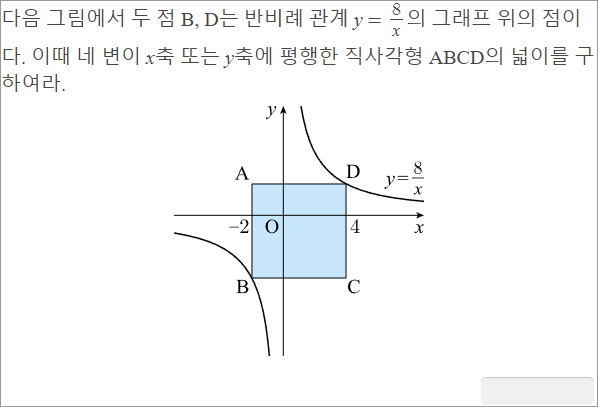 다음 그림에서 두 점 B, D는 반비례 관계 y = 8/x 의 그래프 위의 점이
다. 이때 네 변이 x축 또는 y축에 평행한 직사각형 ABCD의 넓이를 구
하여라.
y
A
D
y=8/x
-2
O
4
x
B
C